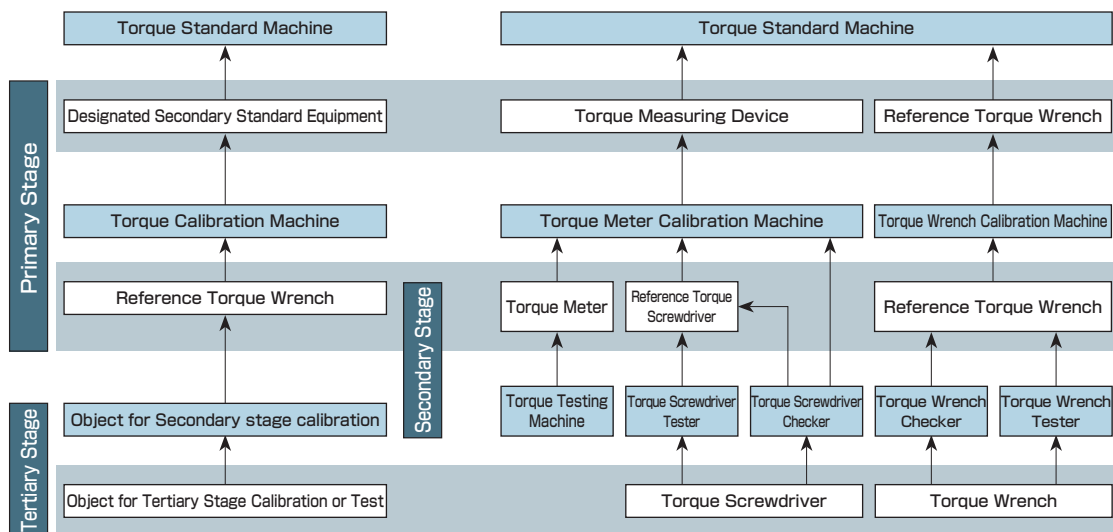 Torque Standard Machine
Torque Standard Machine
Primary Stage
Designated Secondary Standard Equipment
Torque Measuring Device
Reference Torque Wrench
Torque Calibration Machine
Torque Meter Calibration Machine
Torque Wrench Calibration Machine
Reference Torque Wrench
Secondary Stage
Torque Meter
Reference Torque
Screwdriver
Reference Torque Wrench
Tertiary Stage
Object for Secondary stage calibration
Torque Testing
Machine
Torque Screwdriver
Tester
Torque Screwdriver
Checker
Torque Wrench
Checker
Torque Wrench
Tester
Object for Tertiary Stage Calibration or Test
Torque Screwdriver
Torque Wrench